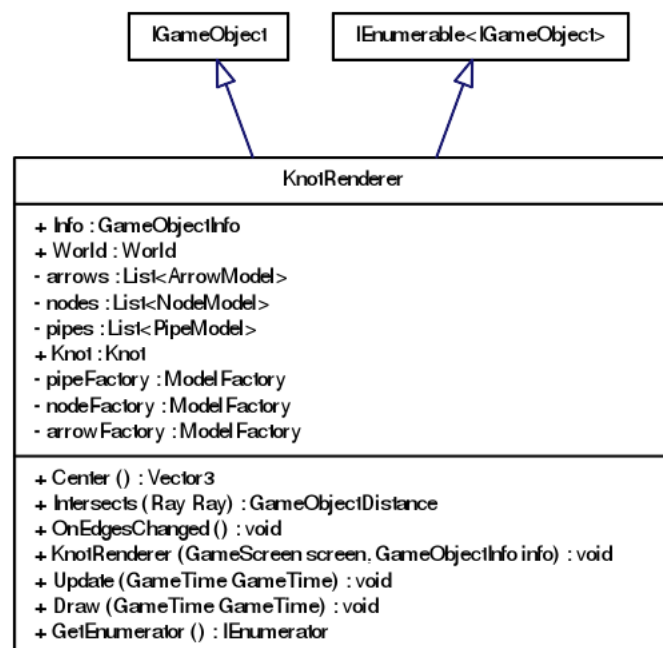 IGameObject
IEnumerable<IGameObject>
KnotRenderer
+ Info : GameObjectInfo
+ World : World
- arrows : List<ArrowModel>
- nodes : List<NodeModel>
- pipes : List<PipeModel>
+ Knot : Knot
- pipeFactory : ModelFactory
- nodeFactory : ModelFactory
- arrowFactory : ModelFactory
+ Center () : Vector3
+ Intersects (Ray Ray) : GameObjectDistance
+ OnEdgesChanged () : void
+ KnotRenderer (GameScreen screen, GameObjectInfo info) : void
+ Update (GameTime GameTime) : void
+ Draw (GameTime GameTime) : void
+ GetEnumerator () : IEnumerator